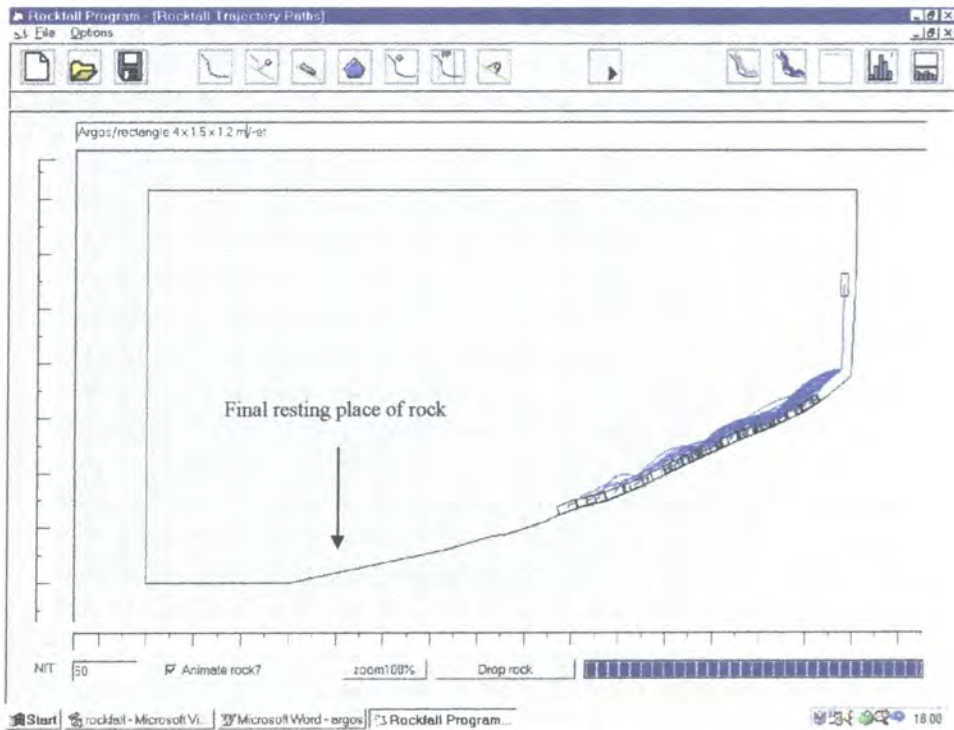 Rockfall Program - [Rockfall Trajectory Paths]
File Options
Argos/rectangle 4 x 1.5 x 1.2 m/-et
Final resting place of rock
NIT 50 Animate rock? zoom100% Drop rock
Start rockfall - Microsoft Vi... Microsoft Word - argos Rockfall Program... 18:00